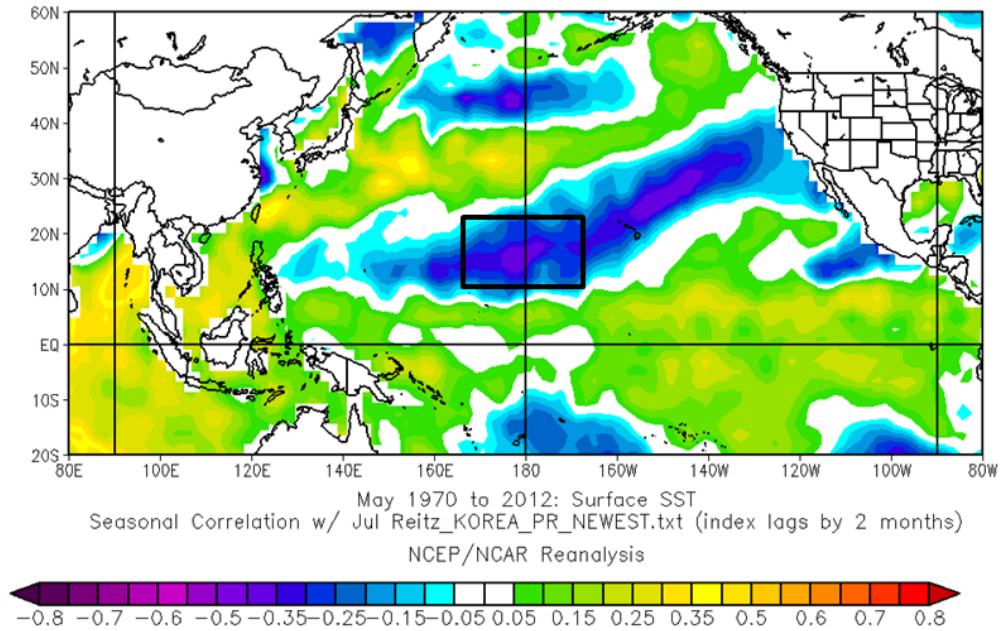 60N
50N
40N
30N
20N
10N
EQ
10S
20S
80E 100E 120E 140E 160E 180 160W 140W 120W 100W 80W
May 1970 to 2012: Surface SST
Seasonal Correlation w/ Jul Reitz_KOREA_PR_NEWEST.txt (index lags by 2 months)
NCEP/NCAR Reanalysis
-0.8 -0.7 -0.6 -0.5 -0.35 -0.25 -0.15 -0.05 0.05 0.15 0.25 0.35 0.45 0.5 0.6 0.7 0.8